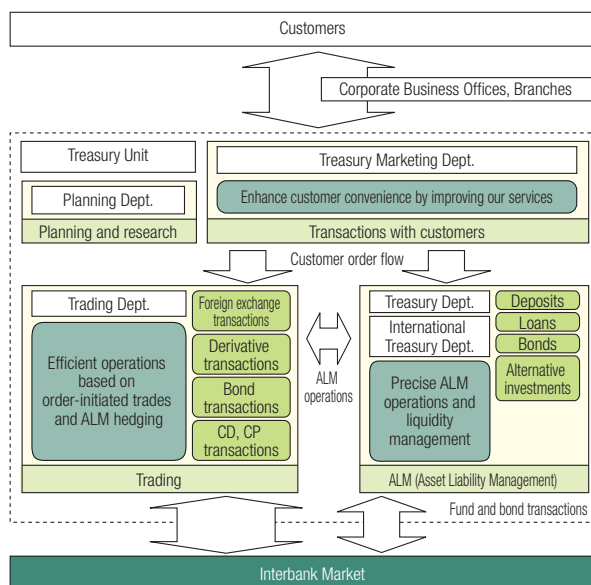 Customers
Corporate Business Offices, Branches
Treasury Unit
Planning Dept.
Planning and research
Treasury Marketing Dept.
Enhance customer convenience by improving our services
Transactions with customers
Customer order flow
Trading Dept.
Efficient operations
based on
order-initiated trades
and ALM hedging
Foreign exchange
transactions
Derivative
transactions
Bond
transactions
CD, CP
transactions
Trading
ALM
operations
Treasury Dept.
International
Treasury Dept.
Precise ALM
operations and
liquidity
management
Deposits
Loans
Bonds
Alternative
investments
ALM (Asset Liability Management)
Fund and bond transactions
Interbank Market